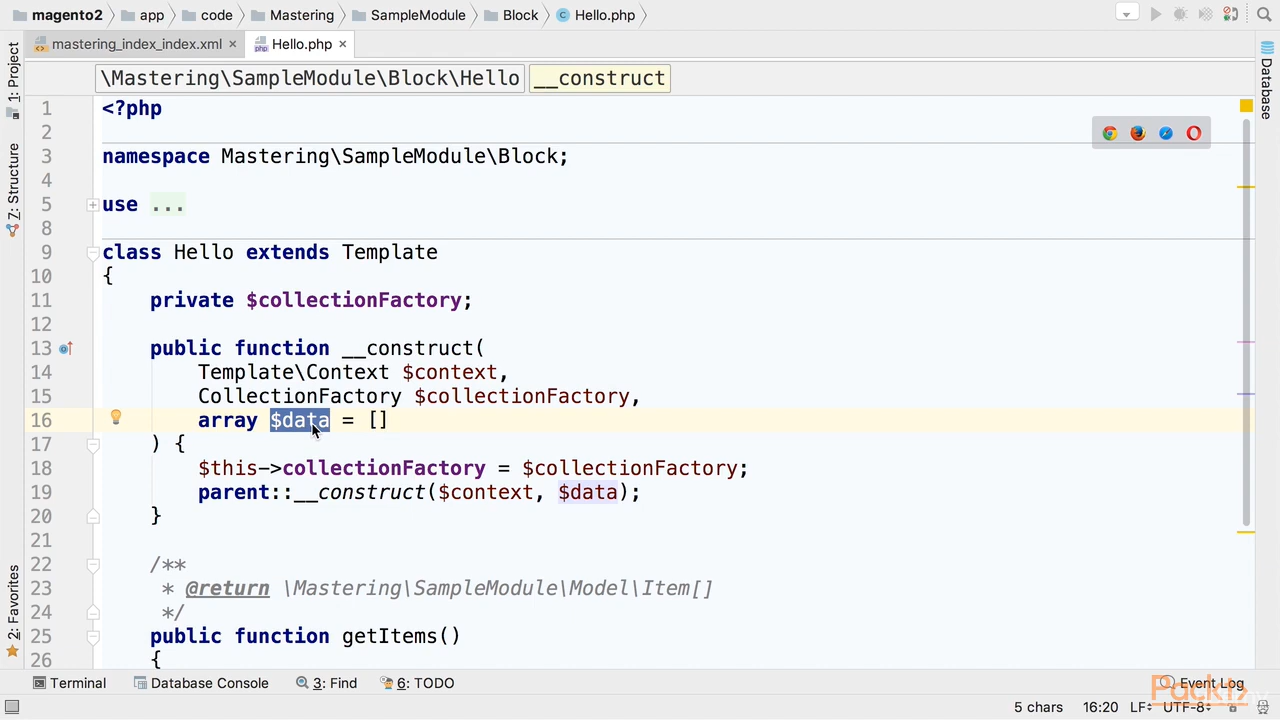 magento2 app code Mastering SampleModule Block Hello.php
mastering_index_index.xml Hello.php
\Mastering\SampleModule\Block\Hello __construct
1 <?php
2
3 namespace Mastering\SampleModule\Block;
4
5 use ...
8
9 class Hello extends Template
10 {
11 private $collectionFactory;
12
13 public function __construct(
14 Template\Context $context,
15 CollectionFactory $collectionFactory,
16 array $data = []
17 ) {
18 $this->collectionFactory = $collectionFactory;
19 parent::__construct($context, $data);
20 }
21
22 /**
23 * @return \Mastering\SampleModule\Model\Item[]
24 */
25 public function getItems()
26 {
1: Project
7: Structure
2: Favorites
Database
Terminal Database Console 3: Find 6: TODO Event Log
5 chars 16:20 LF UTF-8